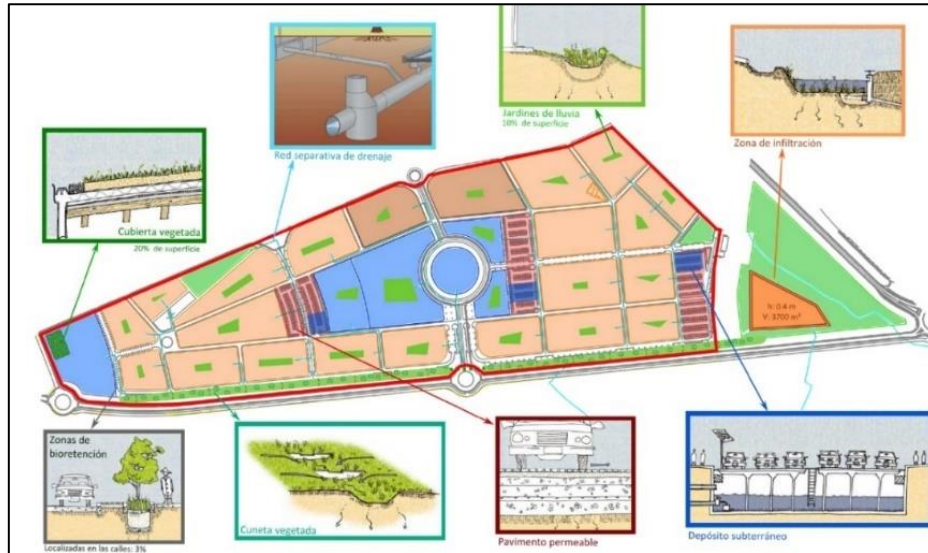 Jardines de lluvia
18% de superficie
Red separativa de drenaje
Zona de infiltración
Cubierta vegetada
20% de superficie
h: 0.4 m
V: 3700 m³
Zonas de
bioretención
Localizadas en las calles: 3%
Cuneta vegetada
Pavimento permeable
Depósito subterráneo